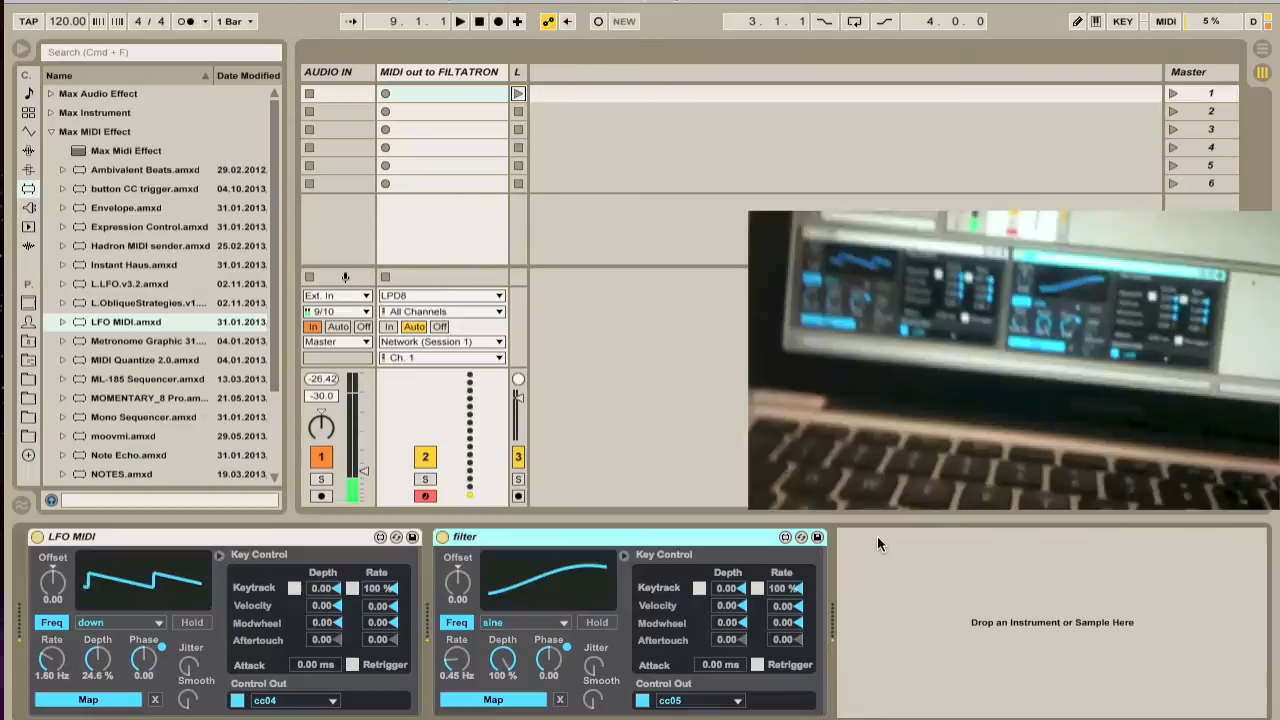 TAP 120.00 4 / 4 1 Bar 9. 1. 1 NEW 3. 1. 1 4. 0. 0 KEY MIDI 5 % D
Search (Cmd + F)
C. Name Date Modified
Max Audio Effect
Max Instrument
Max MIDI Effect
Max Midi Effect
Ambivalent Beats.amxd 29.02.2012,
button CC trigger.amxd 04.10.2013,
Envelope.amxd 31.01.2013,
Expression Control.amxd 31.01.2013,
Hadron MIDI sender.amxd 25.02.2013,
Instant Haus.amxd 31.01.2013,
L.LFO.v3.2.amxd 02.11.2013,
P. L.ObliqueStrategies.v1.... 02.11.2013,
LFO MIDI.amxd 31.01.2013,
Metronome Graphic 31.... 04.01.2013,
MIDI Quantize 2.0.amxd 04.01.2013,
ML-185 Sequencer.amxd 13.03.2013,
MOMENTARY_8 Pro.am... 21.05.2013,
Mono Sequencer.amxd 31.01.2013,
moovmi.amxd 29.05.2013,
Note Echo.amxd 31.01.2013,
NOTES.amxd 19.03.2013,
AUDIO IN MIDI out to FILTATRON L Master
1
2
3
4
5
6
Ext. In LPD8
9/10 All Channels
In Auto Off In Auto Off
Master Network (Session 1)
Ch. 1
-26.42
-30.0
1 2 3
S S S
LFO MIDI
Offset Key Control
Depth Rate
0.00 Keytrack 0.00 100 %
Velocity 0.00 0.00
Freq down Hold Modwheel 0.00 0.00
Rate Depth Phase Jitter Aftertouch 0.00 0.00
1.60 Hz 24.6 % 0.00 Attack 0.00 ms Retrigger
Smooth Control Out
Map X cc04
filter
Offset Key Control
Depth Rate
0.00 Keytrack 0.00 100 %
Velocity 0.00 0.00
Freq sine Hold Modwheel 0.00 0.00
Rate Depth Phase Jitter Aftertouch 0.00 0.00
0.45 Hz 100 % 0.00 Attack 0.00 ms Retrigger
Smooth Control Out
Map X cc05
Drop an Instrument or Sample Here